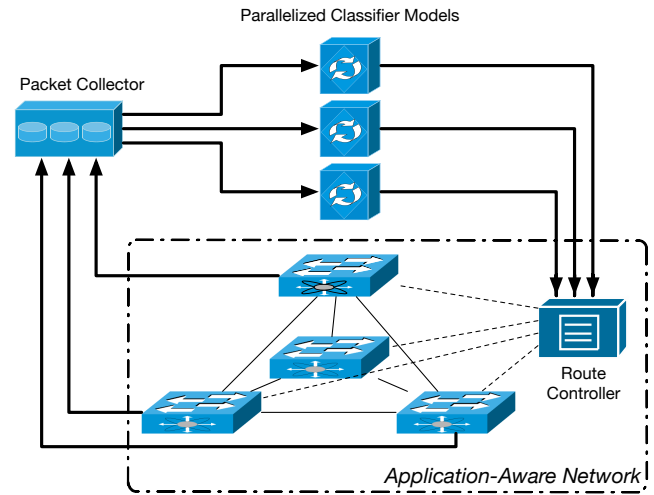 Parallelized Classifier Models
Packet Collector
Route
Controller
Application-Aware Network